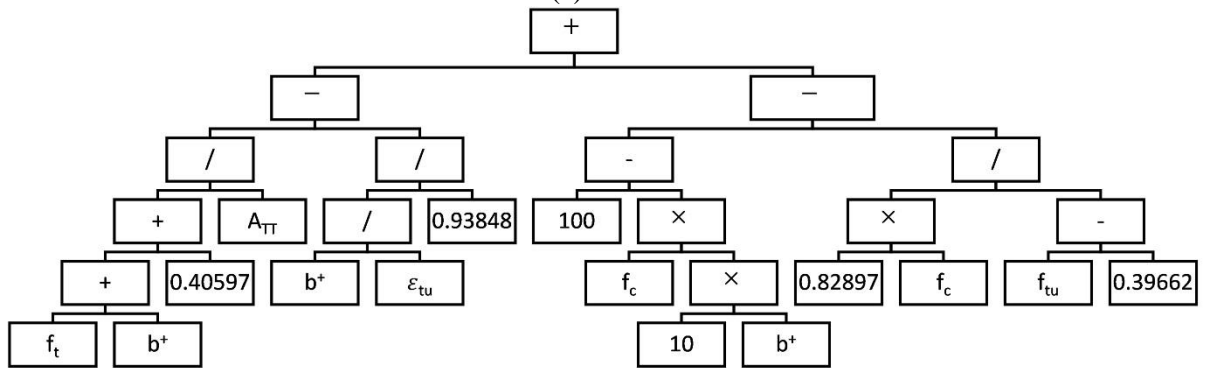 +
− −
/ / - /
+ A_TT / 0.93848 100 × × -
+ 0.40597 b⁺ ε_tu f_c × 0.82897 f_c f_tu 0.39662
f_t b⁺ 10 b⁺